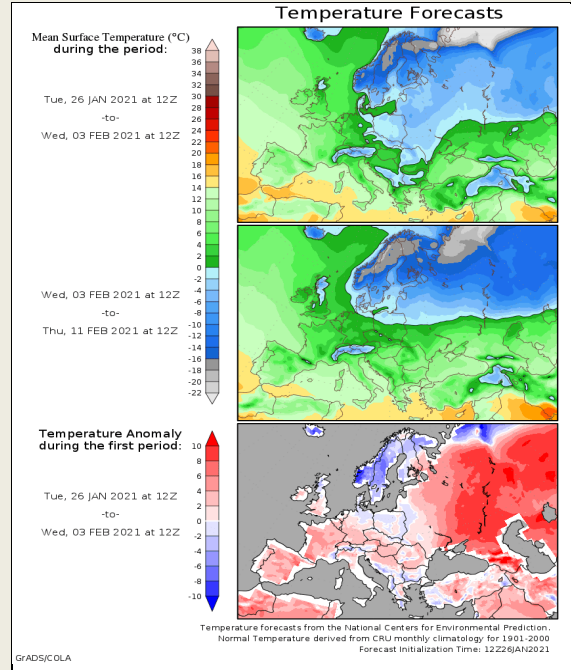 Temperature Forecasts
Mean Surface Temperature (°C)
during the period:
38
36
34
32
30
28
26
24
22
20
18
16
14
12
10
8
6
4
2
0
-2
-4
-6
-8
-10
-12
-14
-16
-18
-20
-22
Tue, 26 JAN 2021 at 12Z
-to-
Wed, 03 FEB 2021 at 12Z
Wed, 03 FEB 2021 at 12Z
-to-
Thu, 11 FEB 2021 at 12Z
Temperature Anomaly
during the first period:
10
8
6
4
2
0
-2
-4
-6
-8
-10
Tue, 26 JAN 2021 at 12Z
-to-
Wed, 03 FEB 2021 at 12Z
Temperature forecasts from the National Centers for Environmental Prediction.
Normal Temperature derived from CRU monthly climatology for 1901-2000
Forecast Initialization Time: 12Z26JAN2021
GrADS/COLA